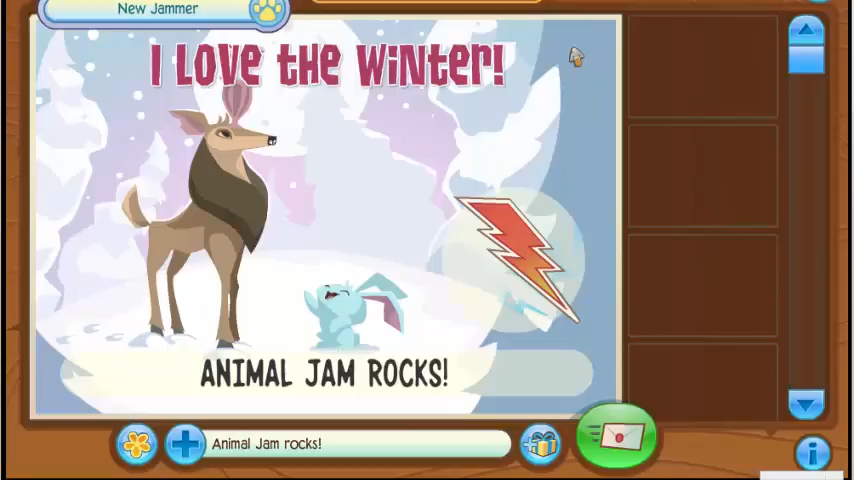 New Jammer
I LOVE tHE WiNter!
ANIMAL JAM ROCKS!
Animal Jam rocks!